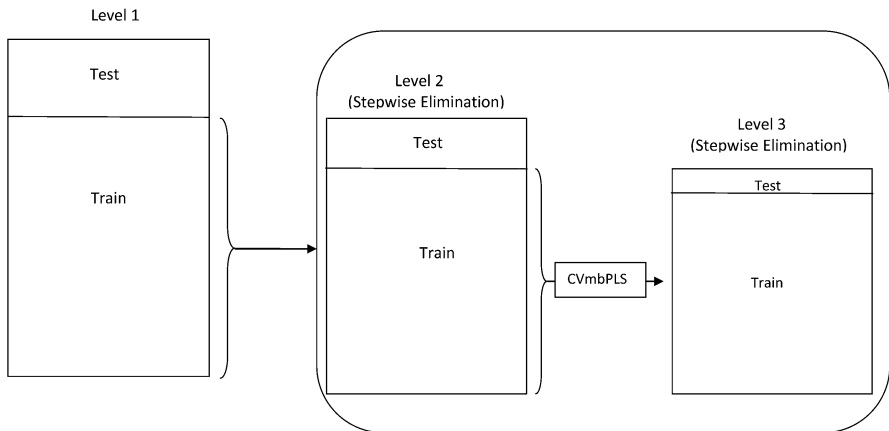 Level 1
Test
Train
Level 2
(Stepwise Elimination)
Test
Train
CVmbPLS
Level 3
(Stepwise Elimination)
Test
Train